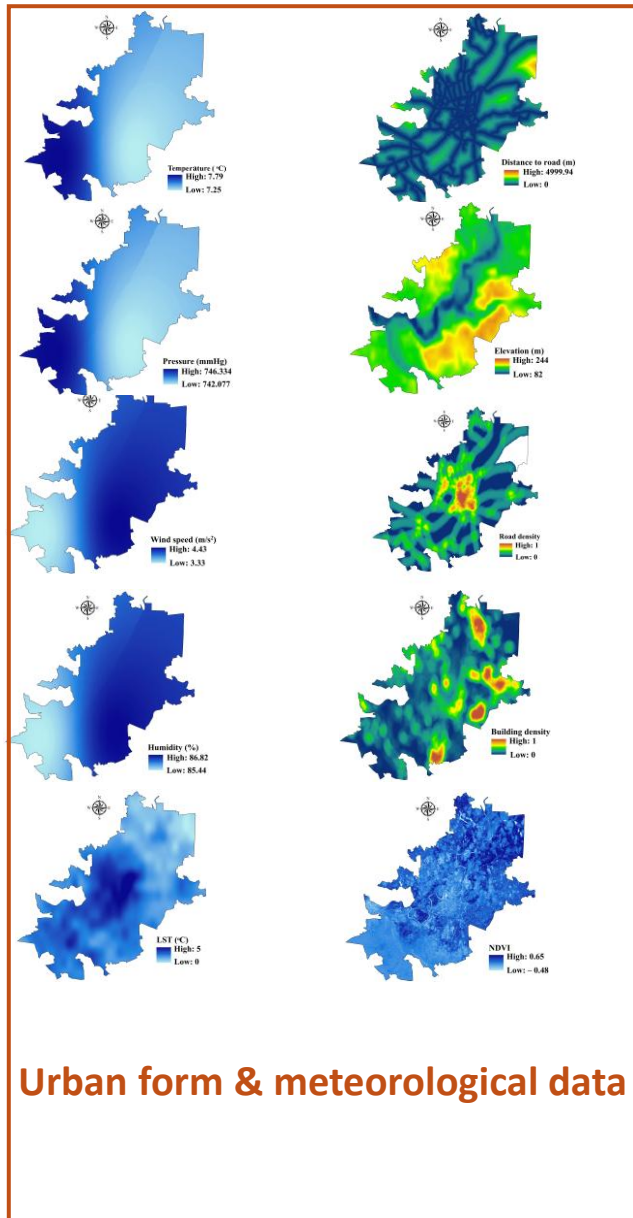 Temperature (°C)
High: 7.79
Low: 7.25
Distance to road (m)
High: 4999.94
Low: 0
Pressure (mmHg)
High: 746.334
Low: 742.077
Elevation (m)
High: 244
Low: 82
Wind speed (m/s²)
High: 4.43
Low: 3.33
Road density
High: 1
Low: 0
Humidity (%)
High: 86.82
Low: 85.44
Building density
High: 1
Low: 0
LST (°C)
High: 5
Low: 0
NDVI
High: 0.65
Low: – 0.48
Urban form & meteorological data